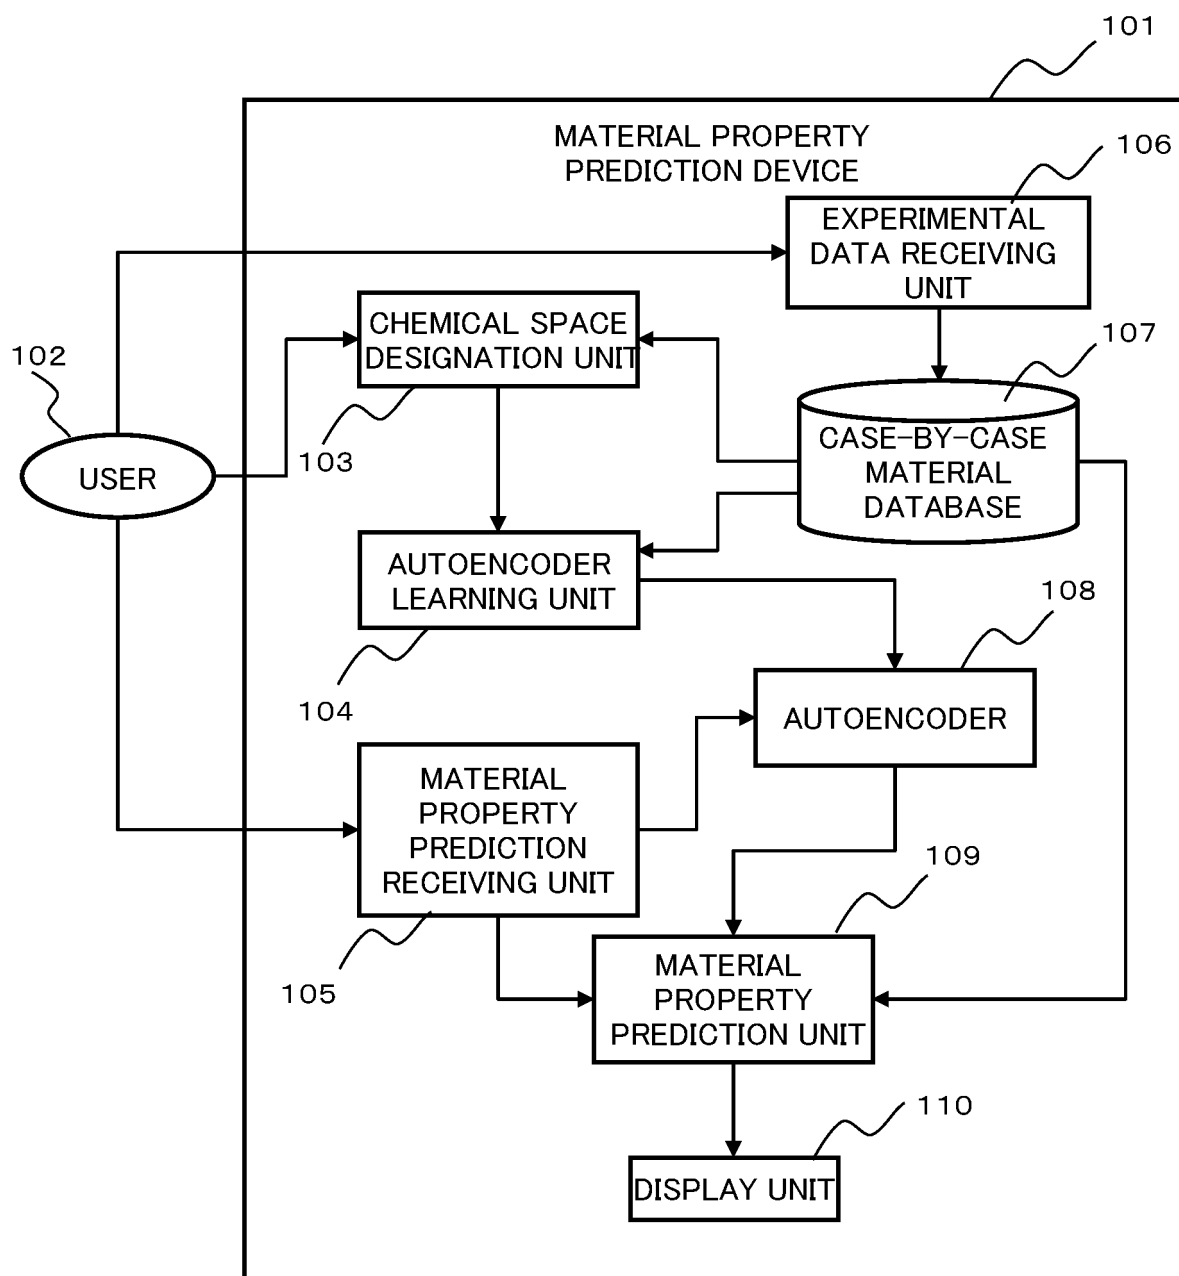 101
MATERIAL PROPERTY
PREDICTION DEVICE
106
EXPERIMENTAL
DATA RECEIVING
UNIT
CHEMICAL SPACE
DESIGNATION UNIT
102
107
103
USER
CASE-BY-CASE
MATERIAL
DATABASE
AUTOENCODER
LEARNING UNIT
108
104
AUTOENCODER
MATERIAL
PROPERTY
PREDICTION
RECEIVING UNIT
109
105
MATERIAL
PROPERTY
PREDICTION UNIT
110
DISPLAY UNIT